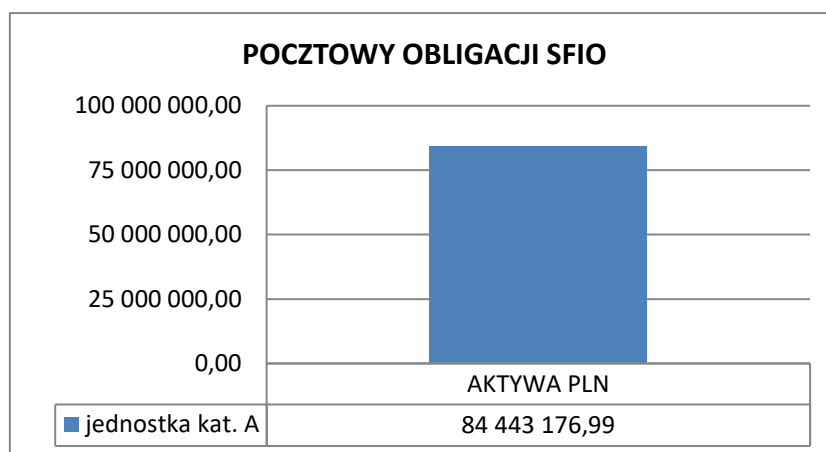 POCZTOWY OBLIGACJI SFIO
100 000 000,00
75 000 000,00
50 000 000,00
25 000 000,00
0,00
AKTYWA PLN
jednostka kat. A 84 443 176,99